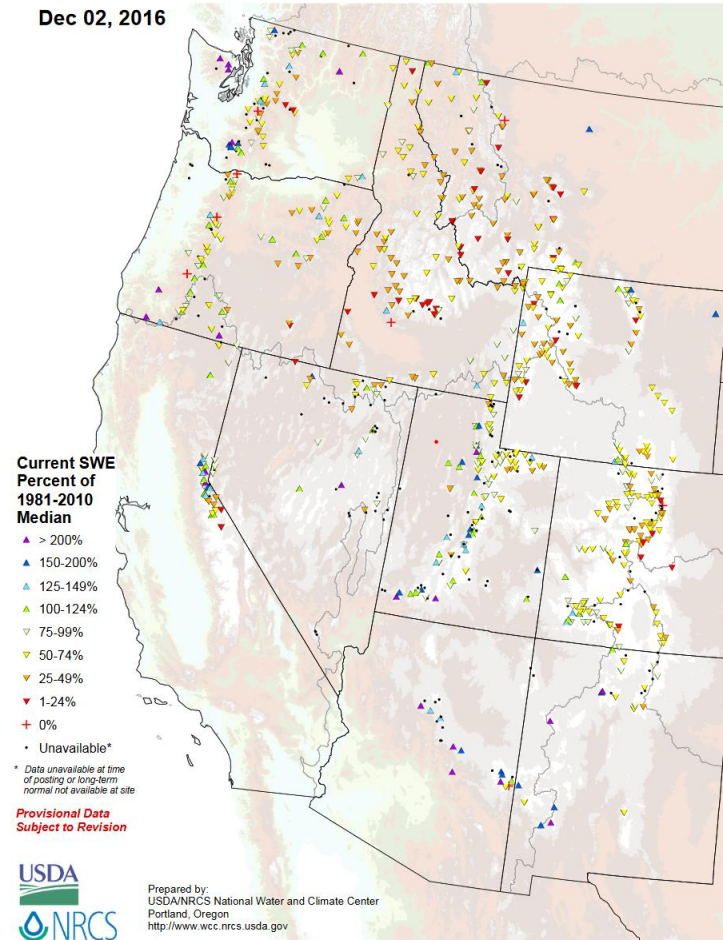 Dec 02, 2016
Current SWE
Percent of
1981-2010
Median
> 200%
150-200%
125-149%
100-124%
75-99%
50-74%
25-49%
1-24%
0%
Unavailable*
* Data unavailable at time
of posting or long-term
normal not available at site
Provisional Data
Subject to Revision
USDA
NRCS
Prepared by:
USDA/NRCS National Water and Climate Center
Portland, Oregon
http://www.wcc.nrcs.usda.gov